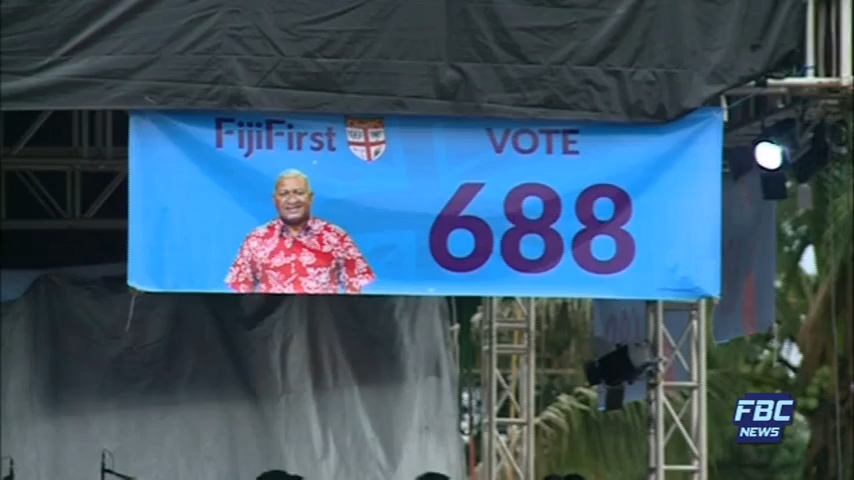 FijiFirst
VOTE
688
FBC
NEWS